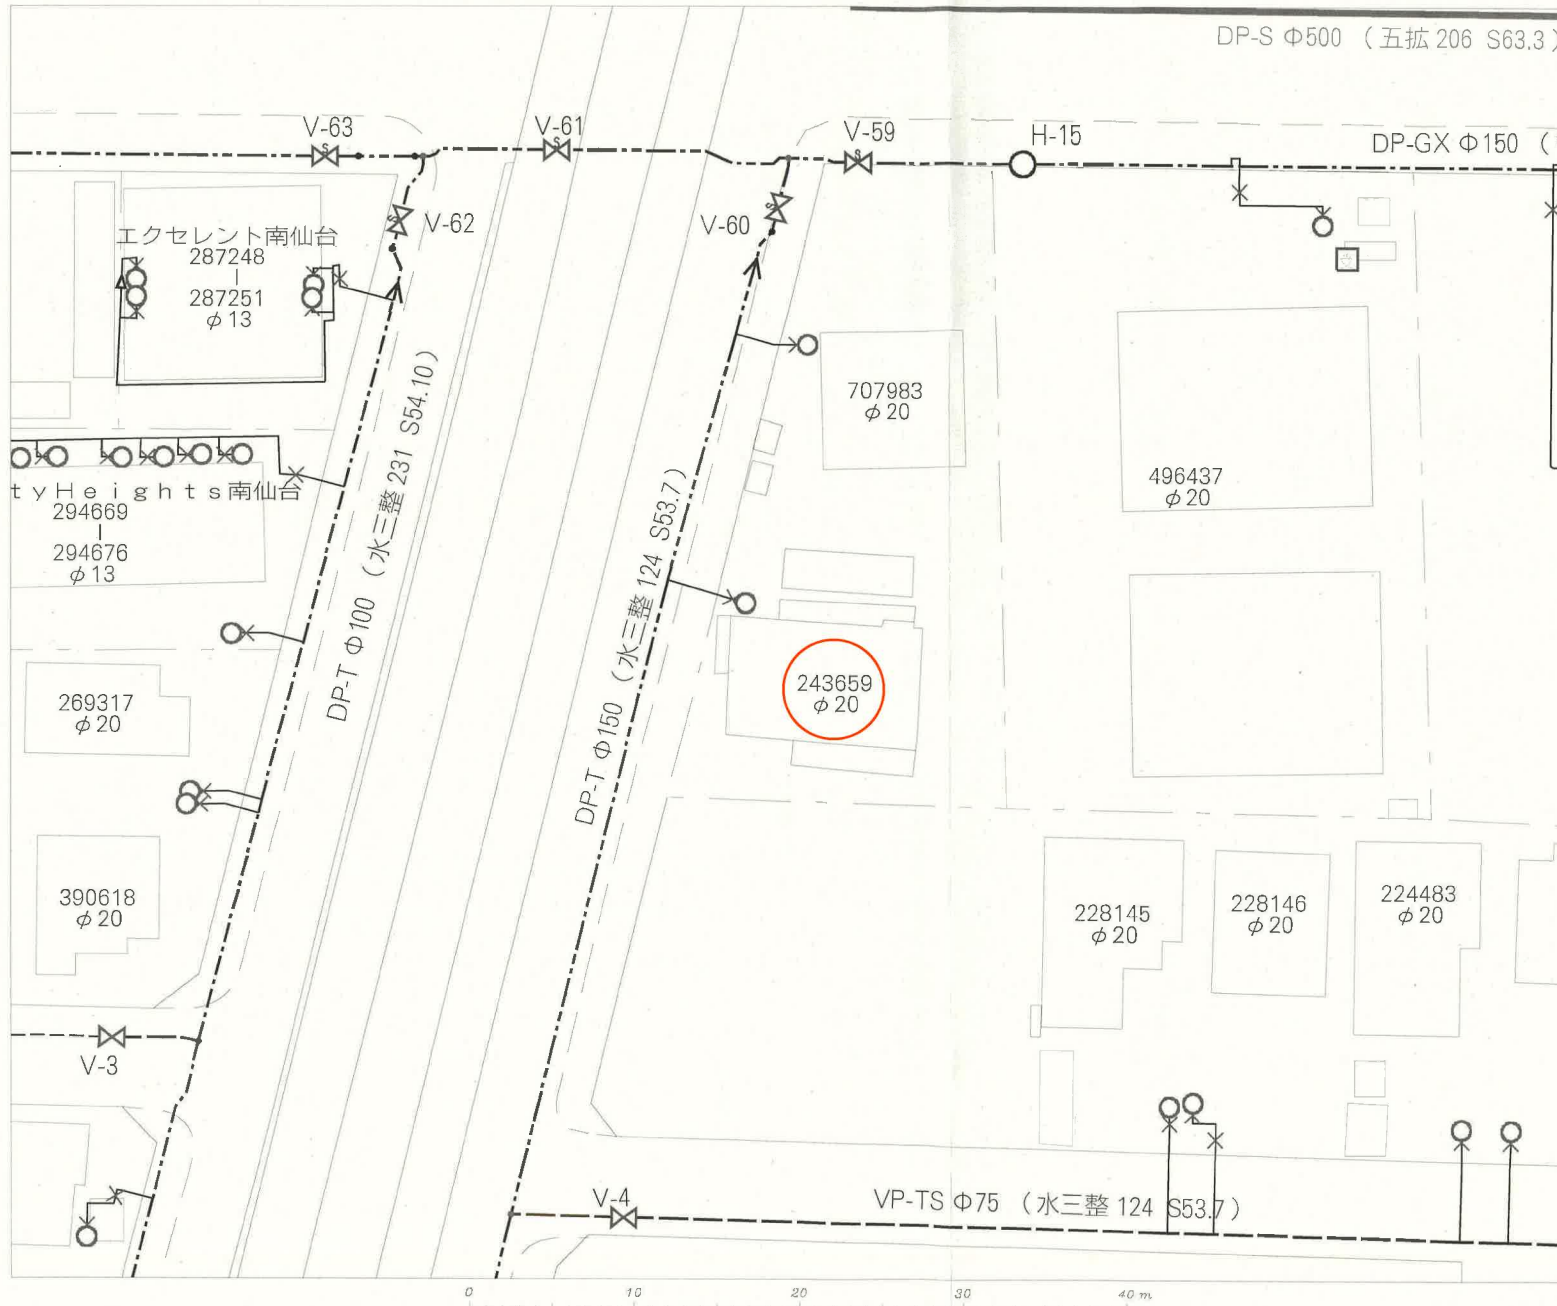 DP-S Φ500 （五拡 206 S63.3）
V-63
V-61
V-59
H-15
DP-GX Φ150 （
V-62
V-60
エクセレント南仙台
287248
|
287251
φ13
DP-T Φ100 （水三整 231 S54.10）
707983
φ20
tyHeights南仙台
294669
|
294676
φ13
496437
φ20
DP-T Φ150 （水三整 124 S53.7）
269317
φ20
243659
φ20
390618
φ20
228145
φ20
228146
φ20
224483
φ20
V-3
V-4
VP-TS Φ75 （水三整 124 S53.7）
0 10 20 30 40 m